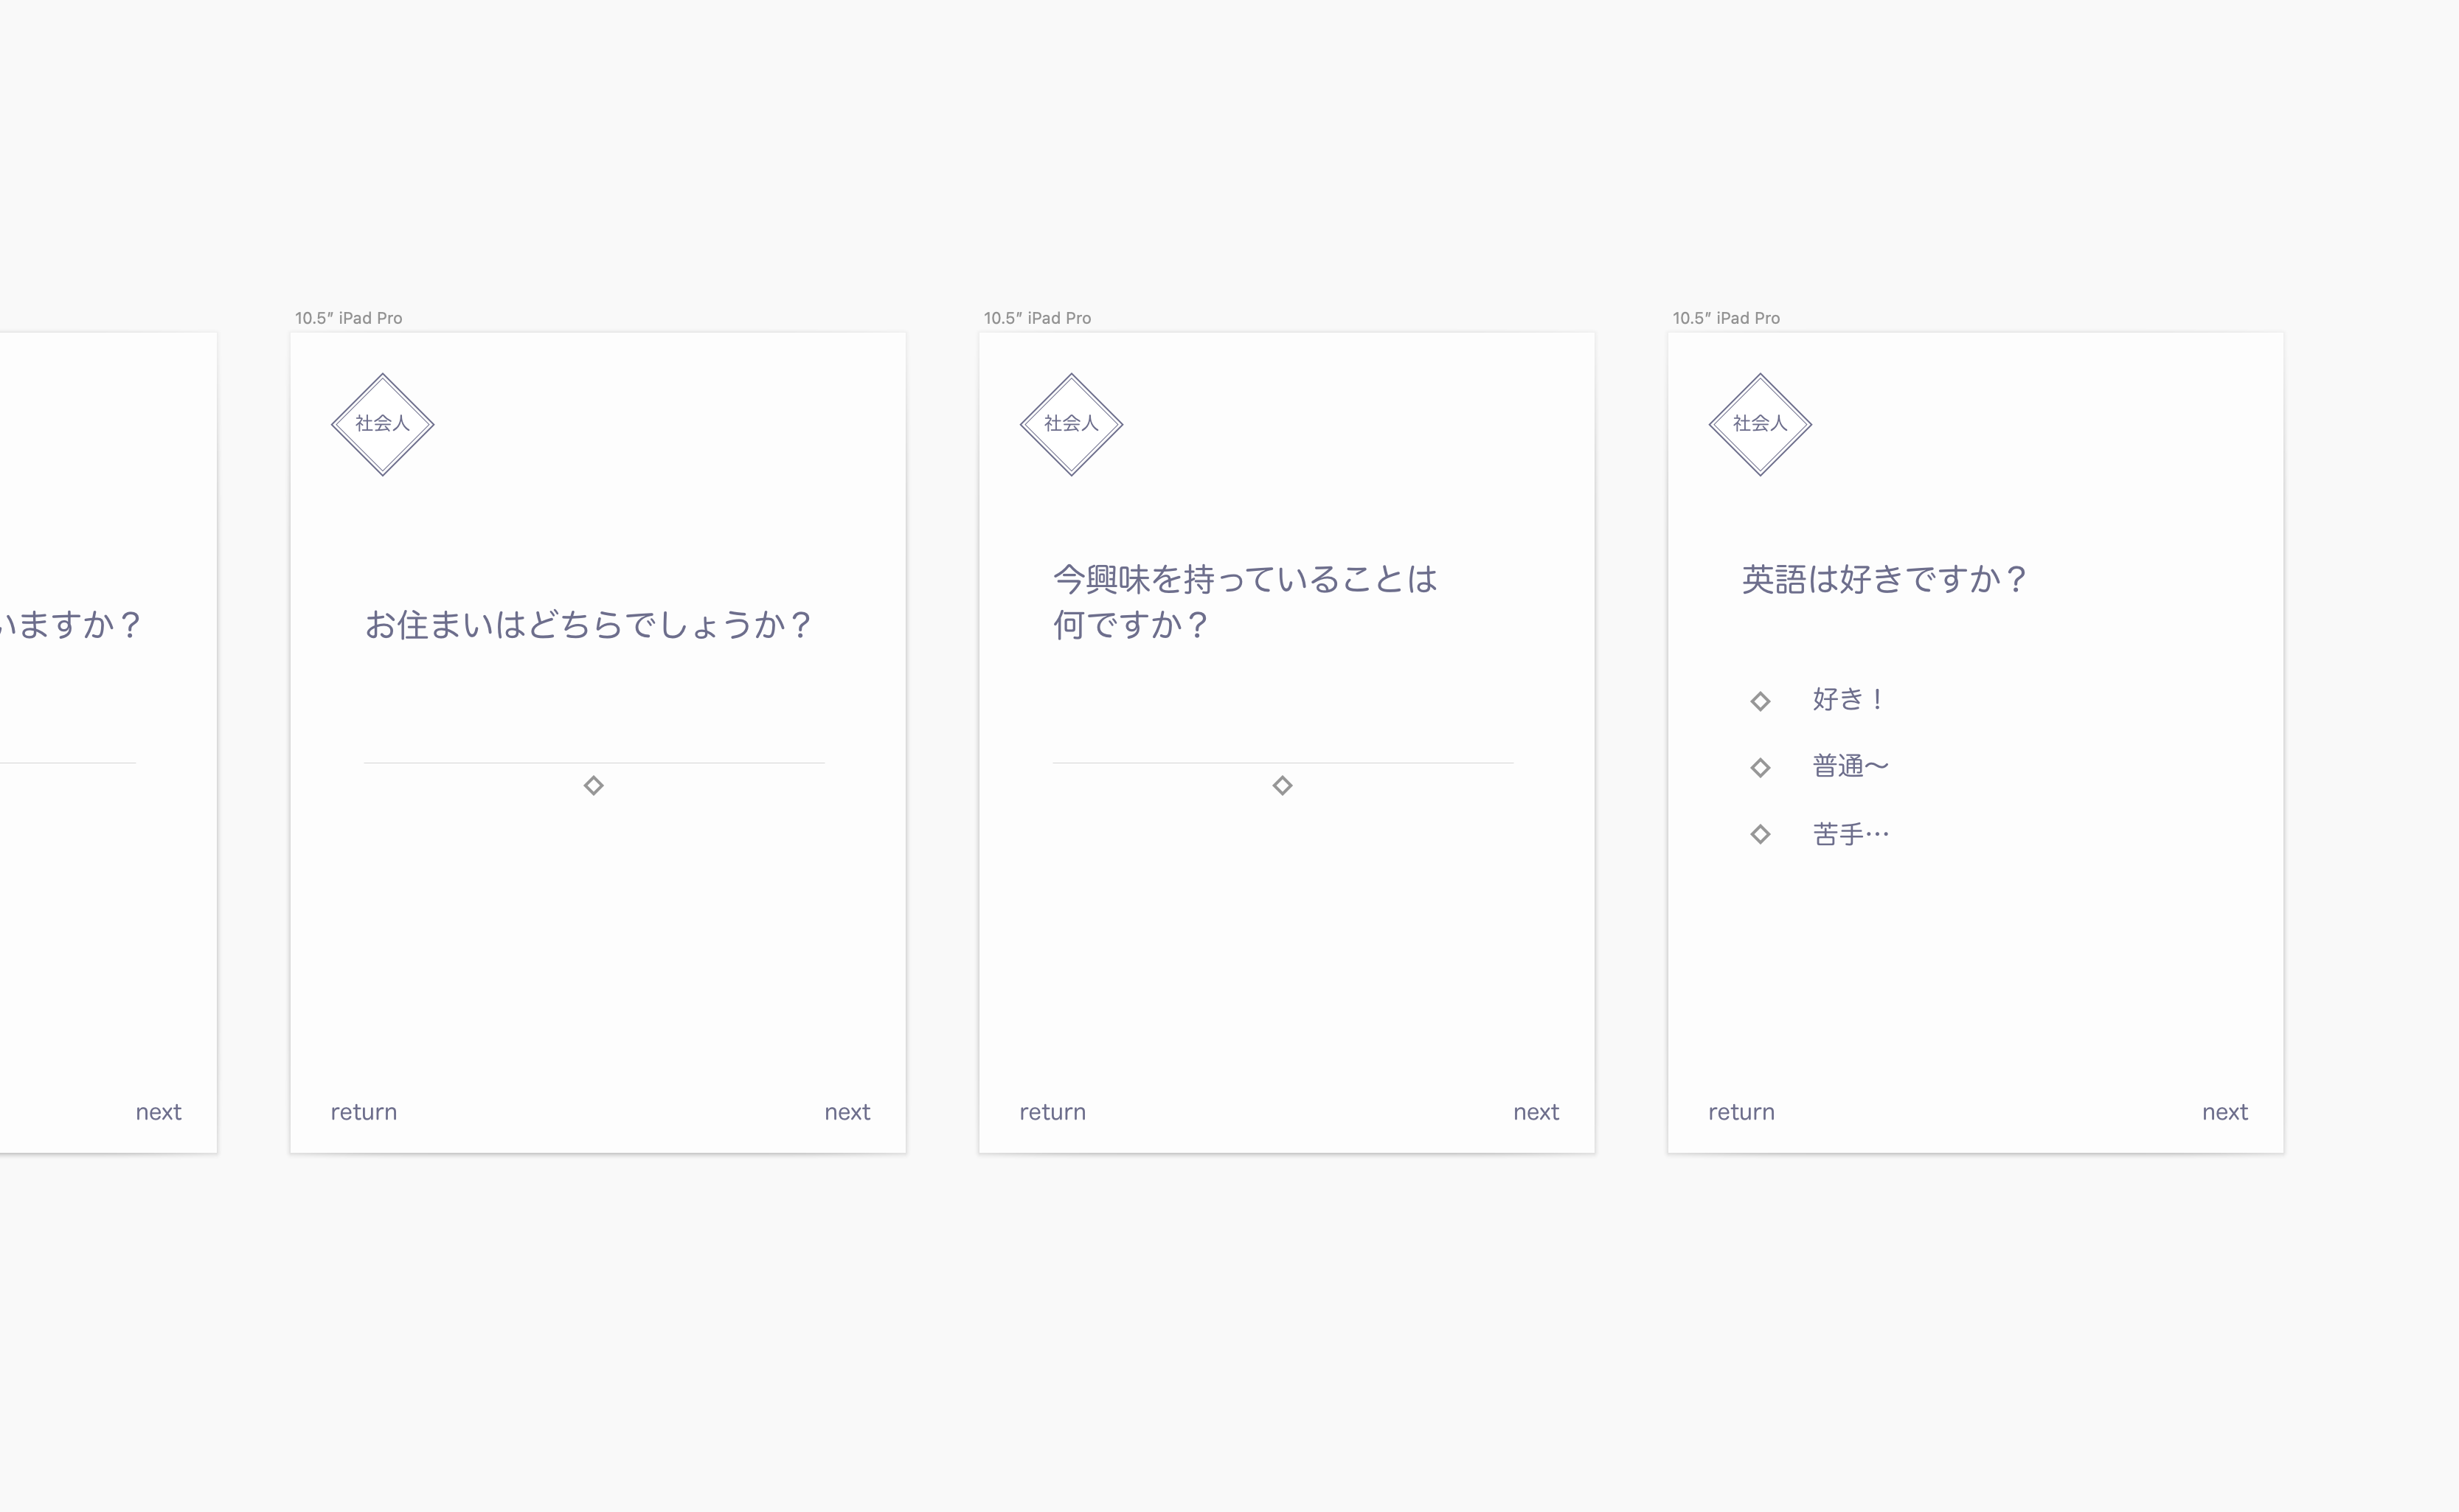 いますか？
next
10.5″ iPad Pro
社会人
お住まいはどちらでしょうか？
return
next
10.5″ iPad Pro
社会人
今興味を持っていることは
何ですか？
return
next
10.5″ iPad Pro
社会人
英語は好きですか？
好き！
普通〜
苦手…
return
next